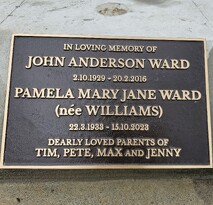 IN LOVING MEMORY OF
JOHN ANDERSON WARD
2.10.1929 - 20.2.2016
PAMELA MARY JANE WARD
(née WILLIAMS)
22.3.1933 - 15.10.2023
DEARLY LOVED PARENTS OF
TIM, PETE, MAX AND JENNY